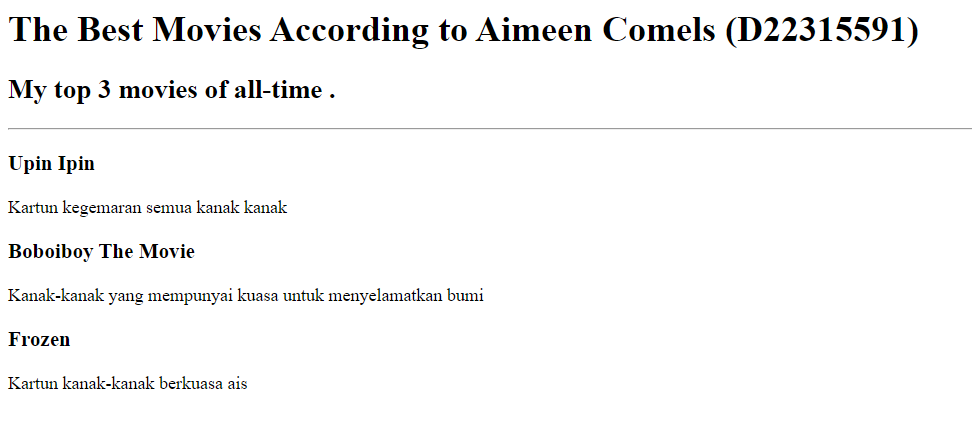 The Best Movies According to Aimeen Comels (D22315591)
My top 3 movies of all-time .
Upin Ipin
Kartun kegemaran semua kanak kanak
Boboiboy The Movie
Kanak-kanak yang mempunyai kuasa untuk menyelamatkan bumi
Frozen
Kartun kanak-kanak berkuasa ais